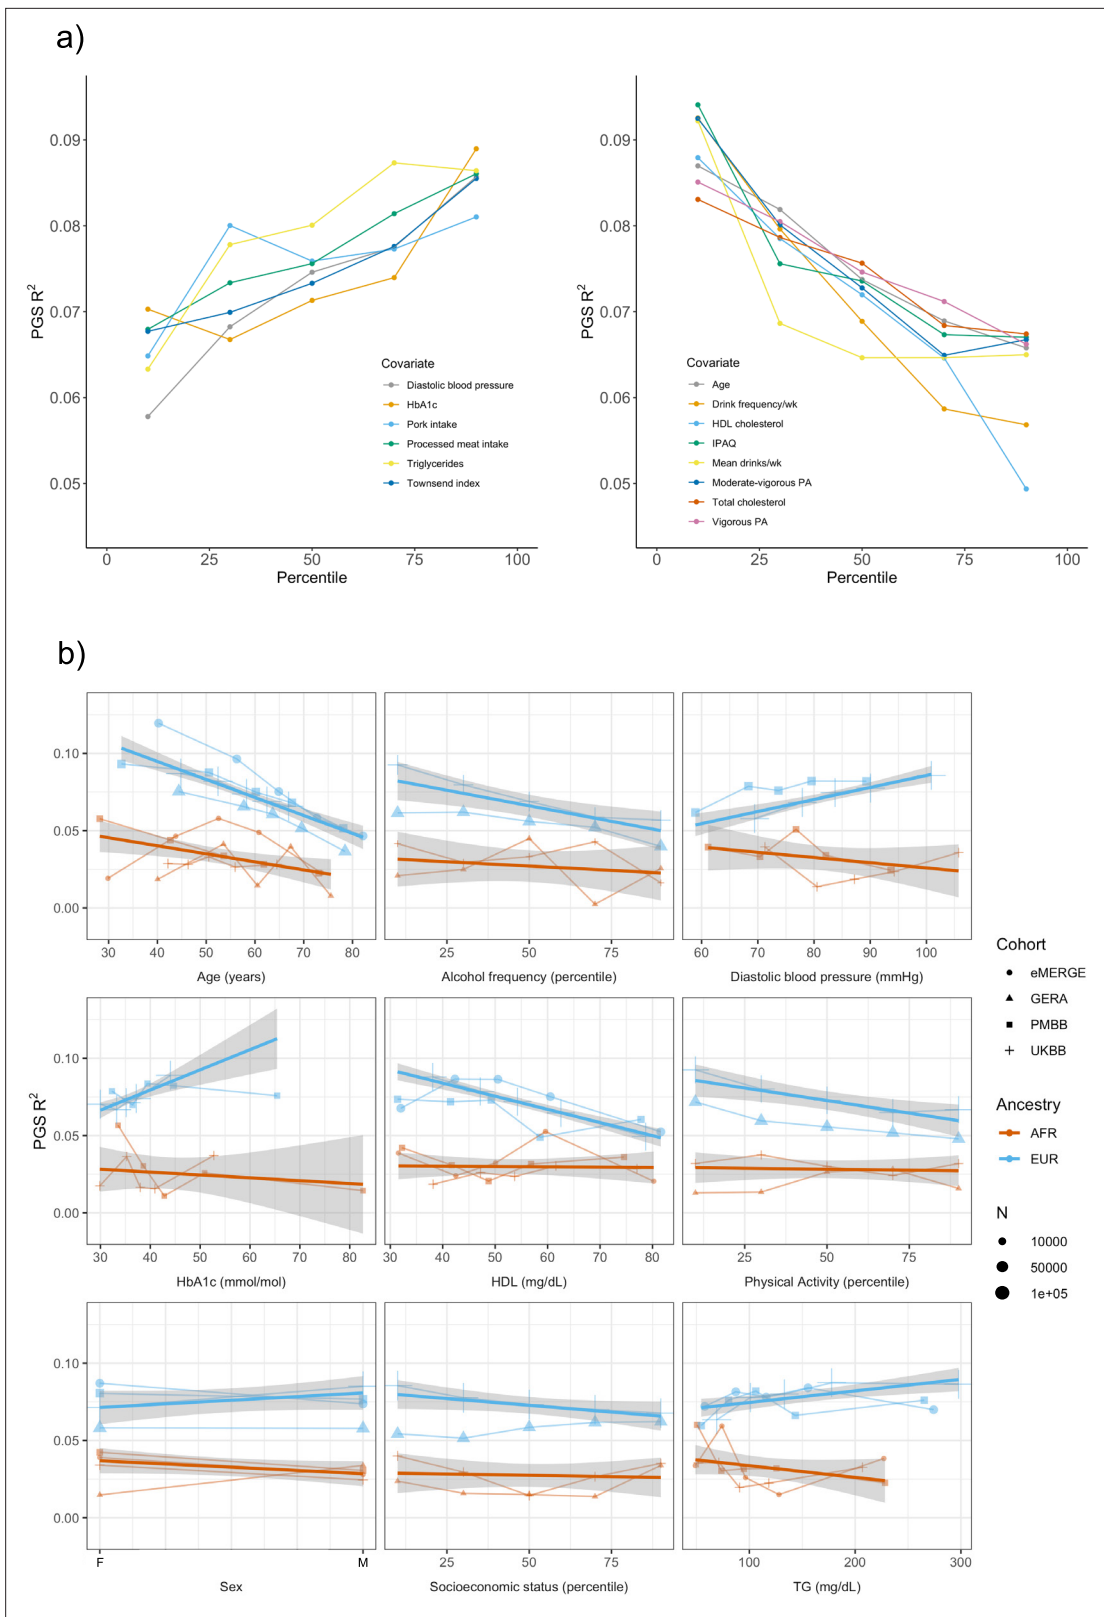 a)
0.09
0.08
0.07
0.06
0.05
PGS R2
0 25 50 75 100
Percentile
Covariate
Diastolic blood pressure
HbA1c
Pork intake
Processed meat intake
Triglycerides
Townsend index
0.09
0.08
0.07
0.06
0.05
PGS R2
0 25 50 75 100
Percentile
Covariate
Age
Drink frequency/wk
HDL cholesterol
IPAQ
Mean drinks/wk
Moderate-vigorous PA
Total cholesterol
Vigorous PA
b)
0.10
0.05
0.00
30 40 50 60 70 80
Age (years)
25 50 75
Alcohol frequency (percentile)
60 70 80 90 100
Diastolic blood pressure (mmHg)
PGS R2
0.10
0.05
0.00
30 40 50 60 70 80
HbA1c (mmol/mol)
30 40 50 60 70 80
HDL (mg/dL)
25 50 75
Physical Activity (percentile)
0.10
0.05
0.00
F M
Sex
25 50 75
Socioeconomic status (percentile)
100 200 300
TG (mg/dL)
Cohort
eMERGE
GERA
PMBB
UKBB
Ancestry
AFR
EUR
N
10000
50000
1e+05